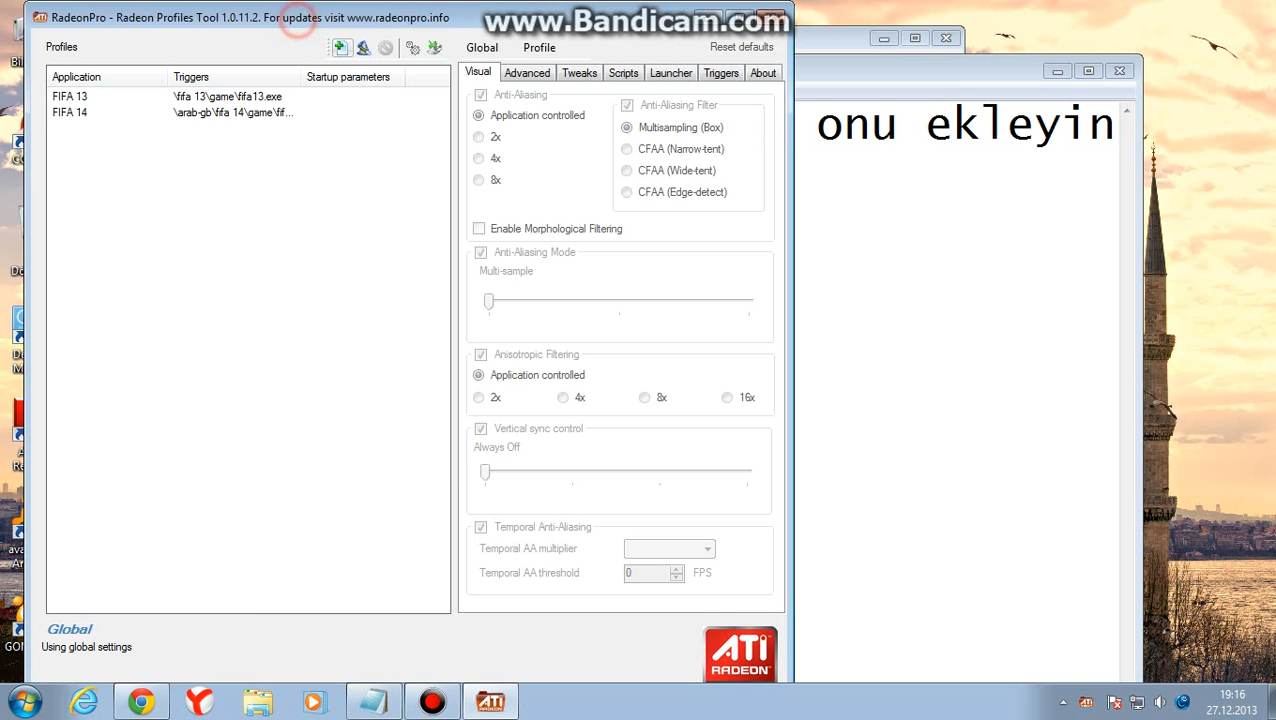 RadeonPro - Radeon Profiles Tool 1.0.11.2. For updates visit www.radeonpro.info
www.Bandicam.com
Profiles
Global Profile Reset defaults
Application Triggers Startup parameters
FIFA 13 \fifa 13\game\fifa13.exe
FIFA 14 \arab-gb\fifa 14\game\fif...
Visual Advanced Tweaks Scripts Launcher Triggers About
Anti-Aliasing
Application controlled
2x
4x
8x
Anti-Aliasing Filter
Multisampling (Box)
CFAA (Narrow-tent)
CFAA (Wide-tent)
CFAA (Edge-detect)
Enable Morphological Filtering
Anti-Aliasing Mode
Multi-sample
Anisotropic Filtering
Application controlled
2x 4x 8x 16x
Vertical sync control
Always Off
Temporal Anti-Aliasing
Temporal AA multiplier
Temporal AA threshold 0 FPS
Global
Using global settings
ATI
RADEON
onu ekleyin
ATI
RADEON
19:16
27.12.2013